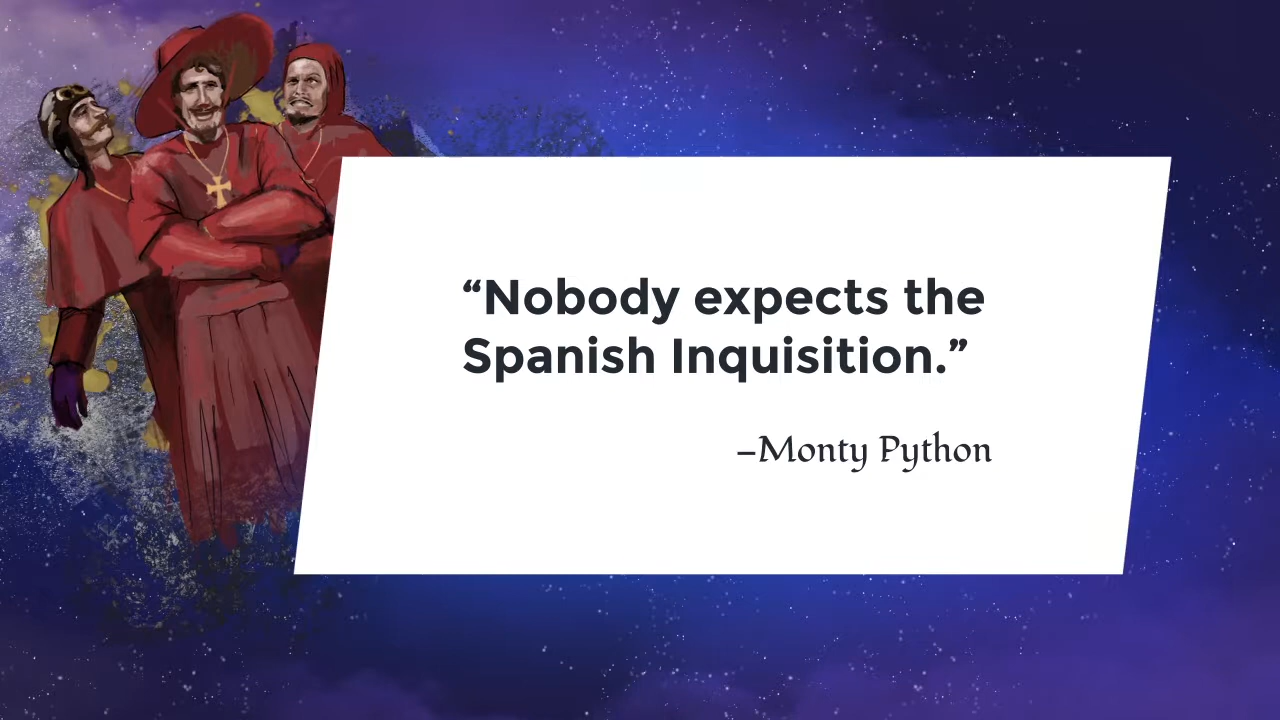 “Nobody expects the
Spanish Inquisition.”
–Monty Python